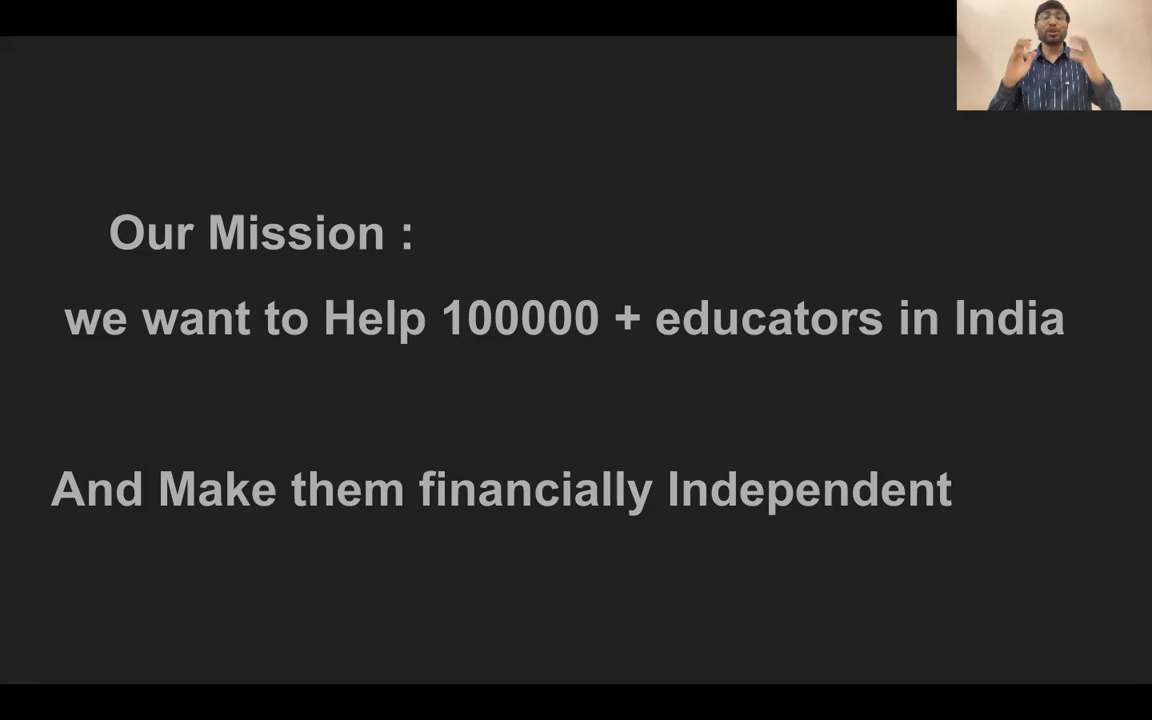 Our Mission :
we want to Help 100000 + educators in India
And Make them financially Independent